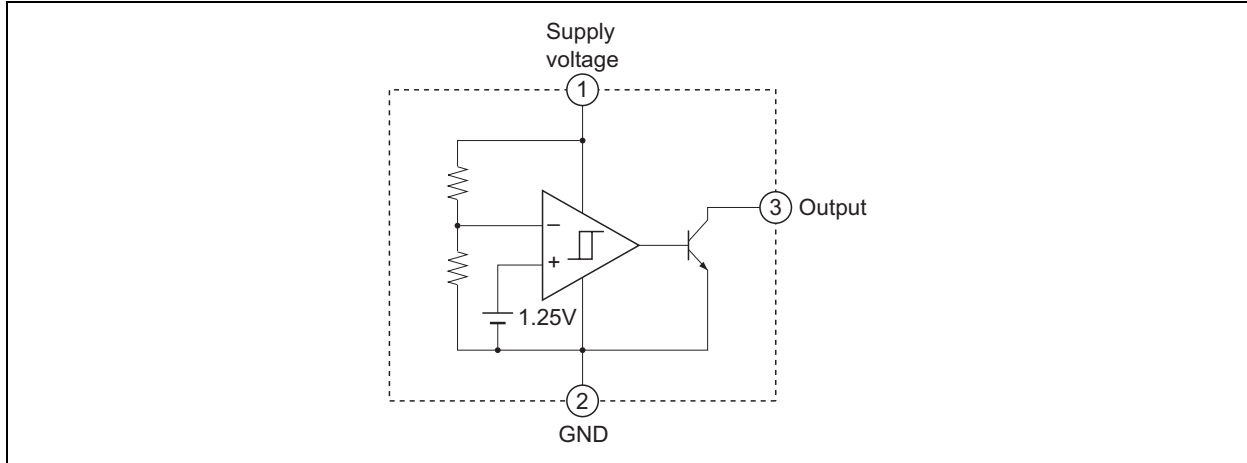 Supply
voltage
1
3 Output
−
+
1.25V
2
GND